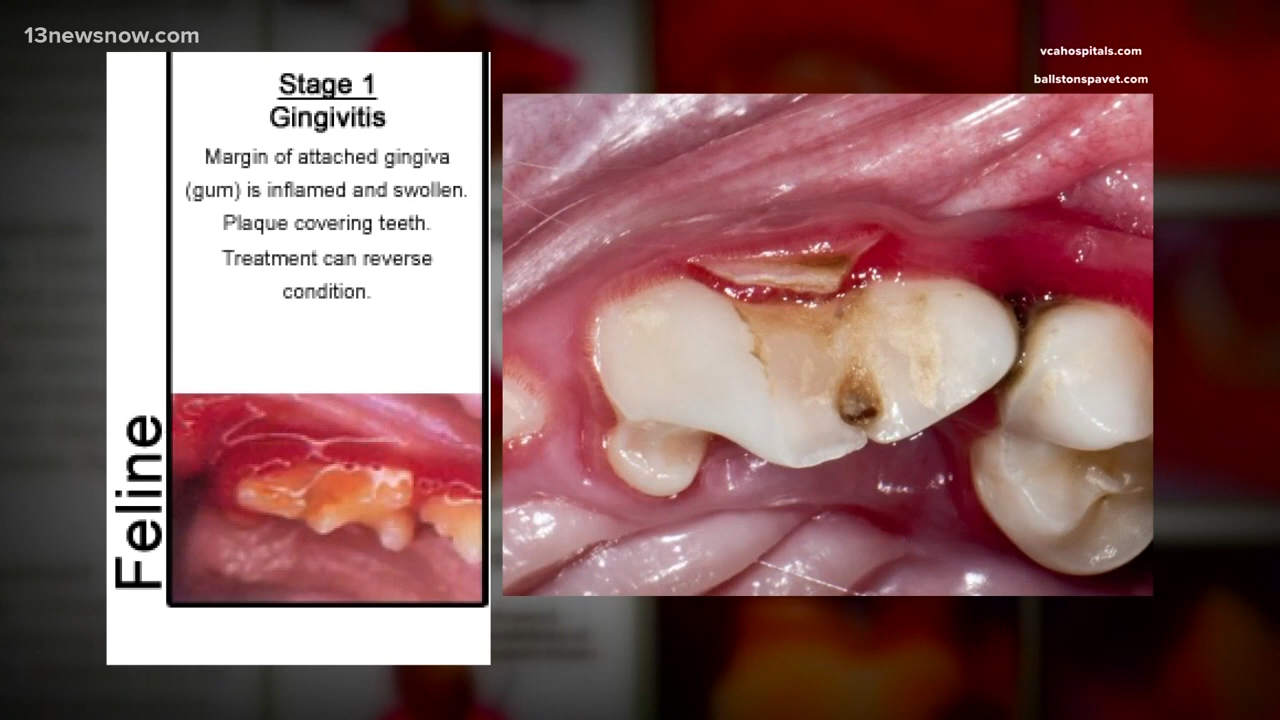 13newsnow.com
vcahospitals.com
ballstonspavet.com
Stage 1
Gingivitis
Margin of attached gingiva
(gum) is inflamed and swollen.
Plaque covering teeth.
Treatment can reverse
condition.
Feline